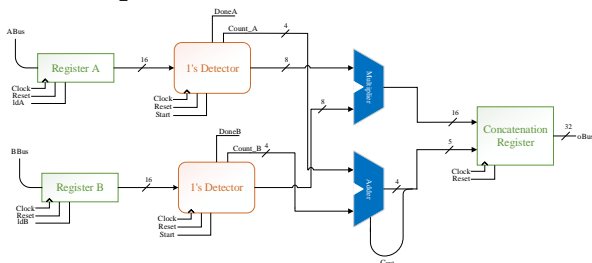 DoneA
Count_A
4
ABus
16
8
Register A
1's Detector
Multiplier
Clock
Reset
ldA
Clock
Reset
Start
8
16
32
Concatenation
Register
oBus
DoneB
Count_B
4
5
BBus
16
Register B
1's Detector
Adder
4
Clock
Reset
Clock
Reset
ldB
Clock
Reset
Start